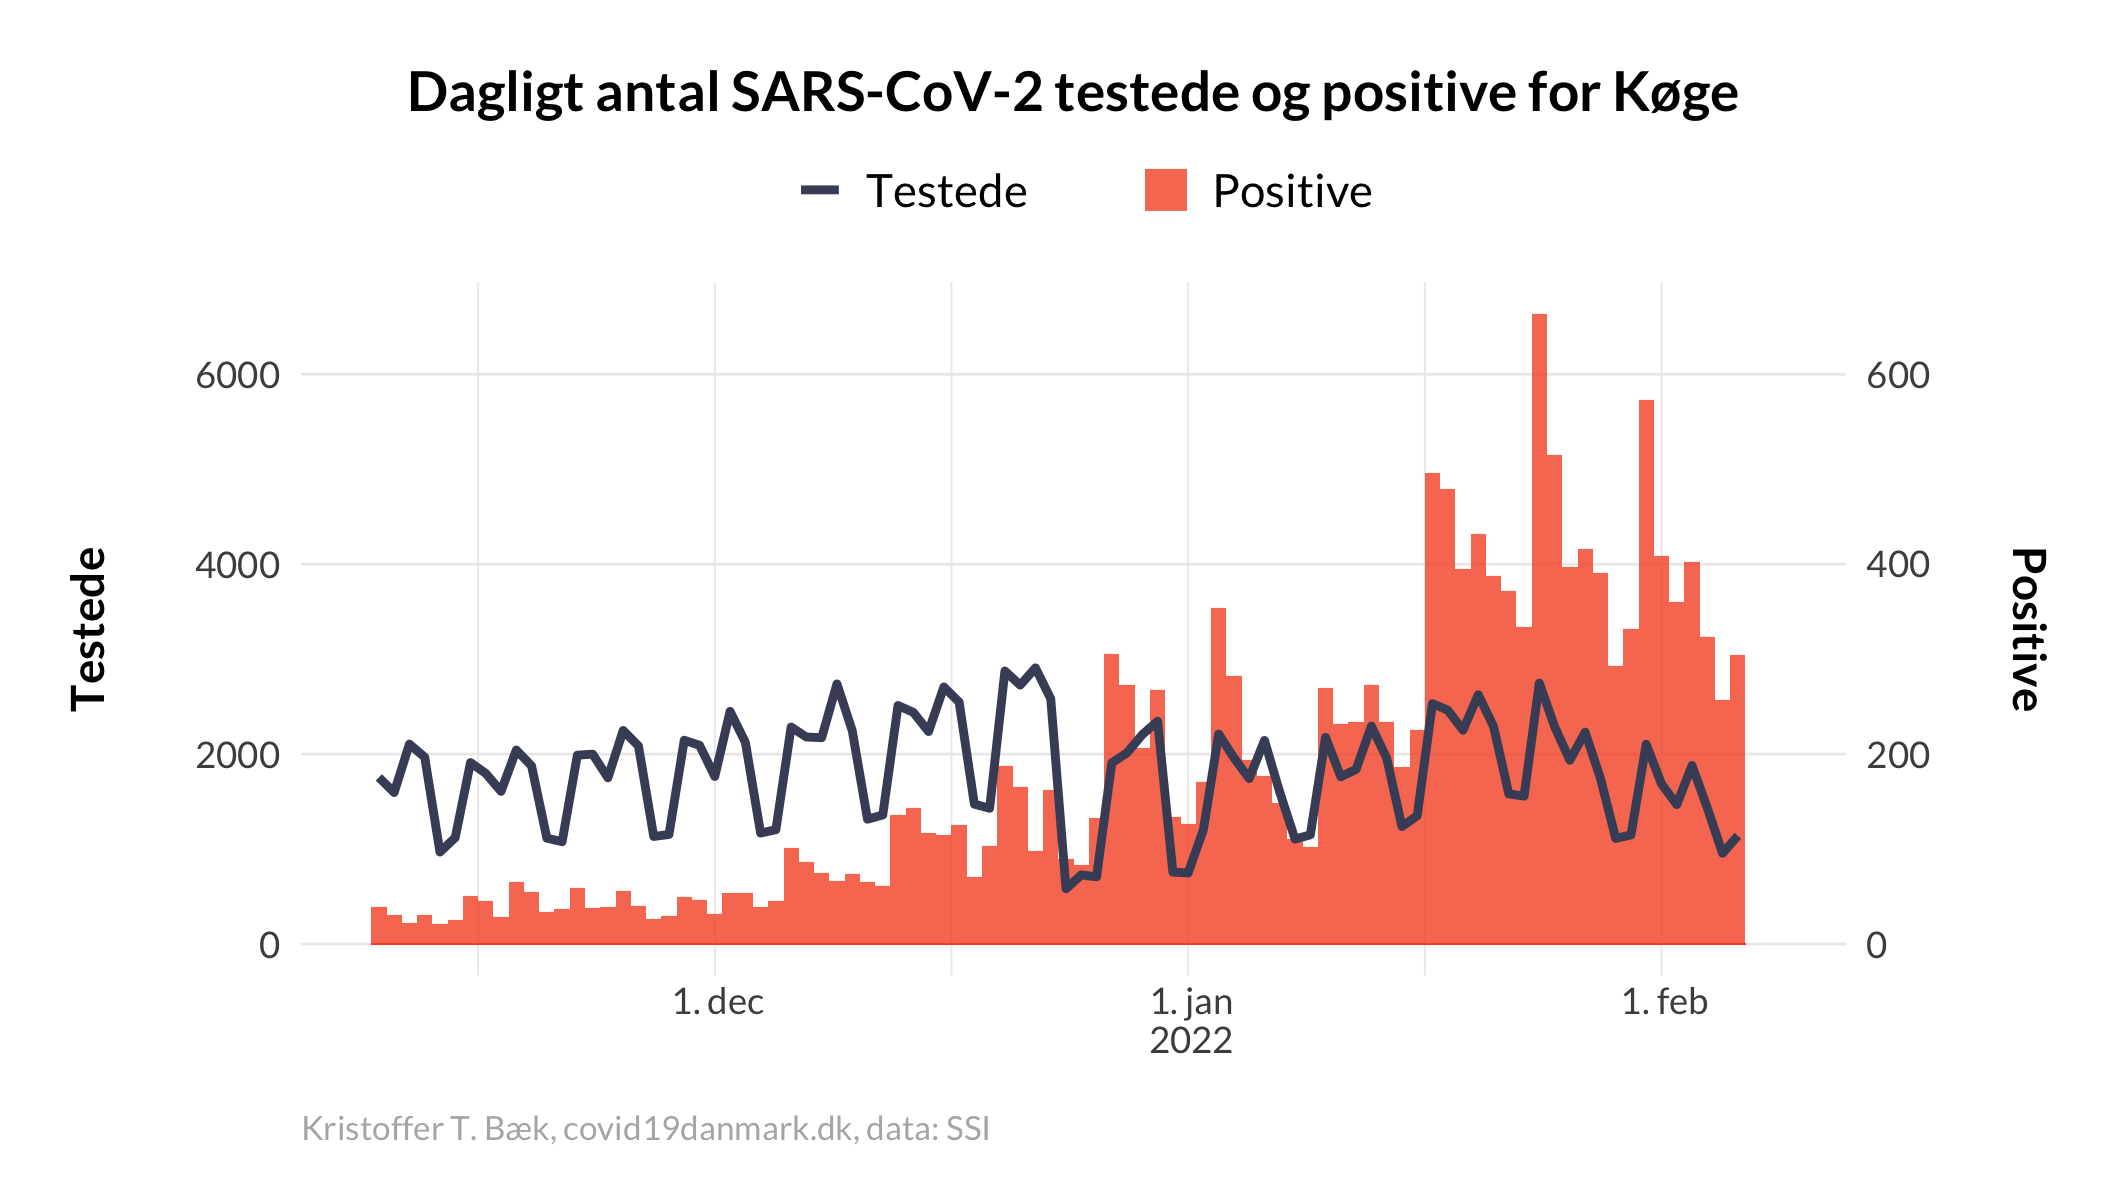 Dagligt antal SARS-CoV-2 testede og positive for Køge
Testede
Positive
6000
4000
2000
0
Testede
600
400
200
0
Positive
1. dec
1. jan
2022
1. feb
Kristoffer T. Bæk, covid19danmark.dk, data: SSI